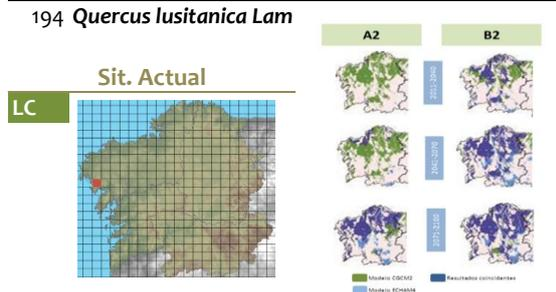 194 Quercus lusitanica Lam
Sit. Actual
LC
A2
B2
2011-2040
2041-2070
2071-2100
Modelo CGCM2
Resultados coincidentes
Modelo ECHAM4